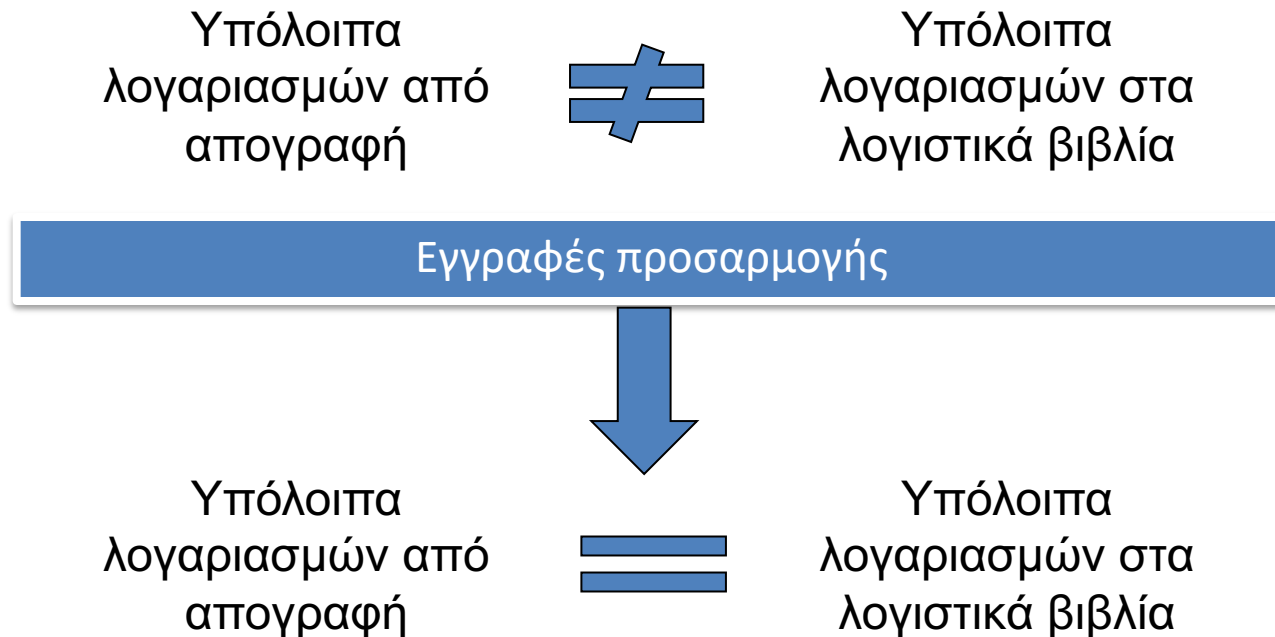 Υπόλοιπα
λογαριασμών από
απογραφή
Υπόλοιπα
λογαριασμών στα
λογιστικά βιβλία
Εγγραφές προσαρμογής
Υπόλοιπα
λογαριασμών από
απογραφή
Υπόλοιπα
λογαριασμών στα
λογιστικά βιβλία